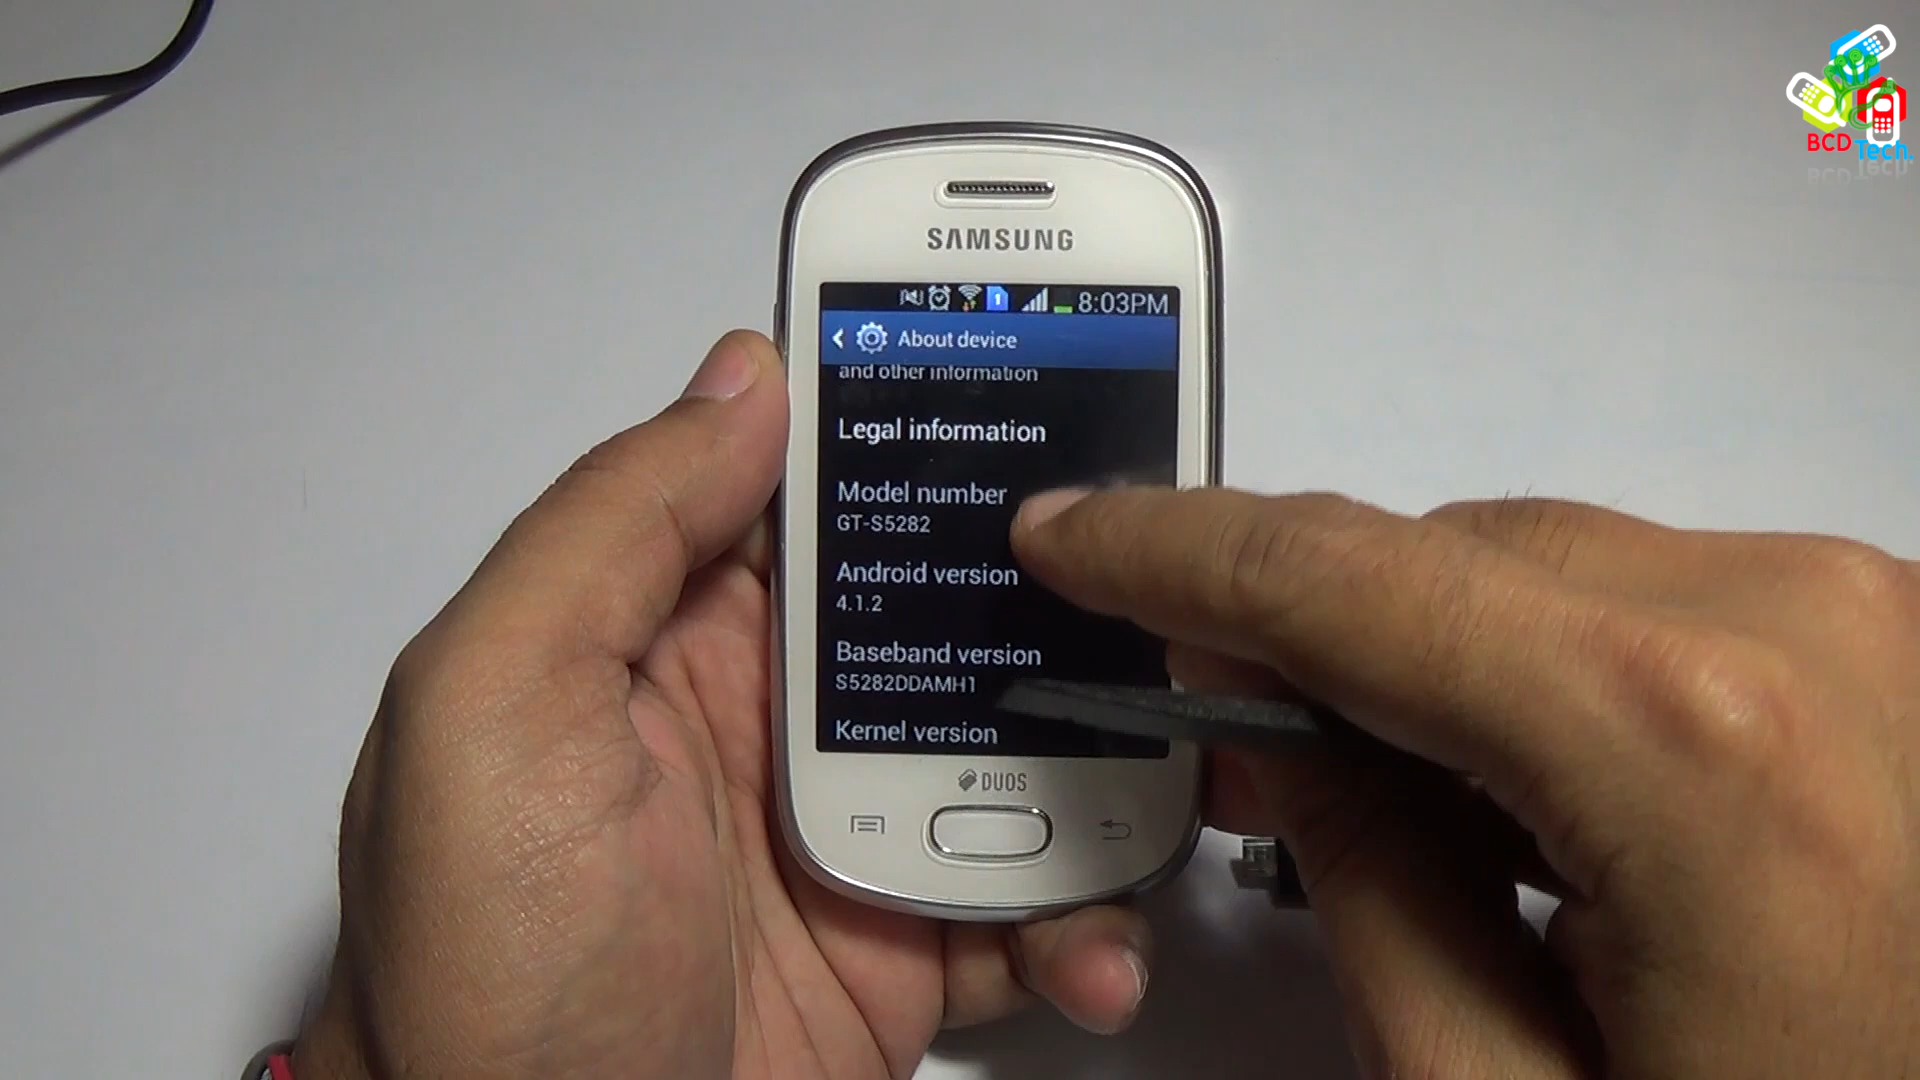 BCD
Tech.
SAMSUNG
1
8:03PM
About device
and other information
Legal information
Model number
GT-S5282
Android version
4.1.2
Baseband version
S5282DDAMH1
Kernel version
DUOS